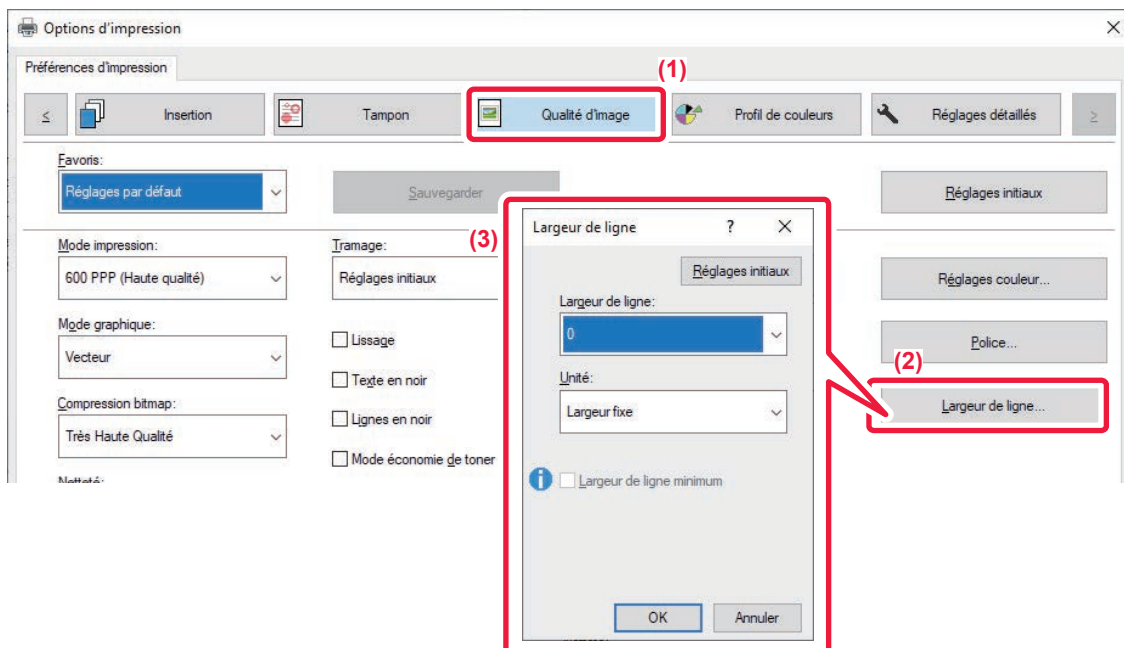 Options d'impression
Préférences d'impression
(1)
< Insertion Tampon Qualité d'image Profil de couleurs Réglages détaillés >
Favoris:
Réglages par défaut Sauvegarder Réglages initiaux
Mode impression: Tramage:
600 PPP (Haute qualité) Réglages initiaux Réglages couleur...
Mode graphique:
Vecteur Lissage Police...
Texte en noir
Compression bitmap: Lignes en noir
Très Haute Qualité
Mode économie de toner
Netteté:
(2)
Largeur de ligne...
(3)
Largeur de ligne ?
Réglages initiaux
Largeur de ligne:
0
Unité:
Largeur fixe
Largeur de ligne minimum
OK Annuler